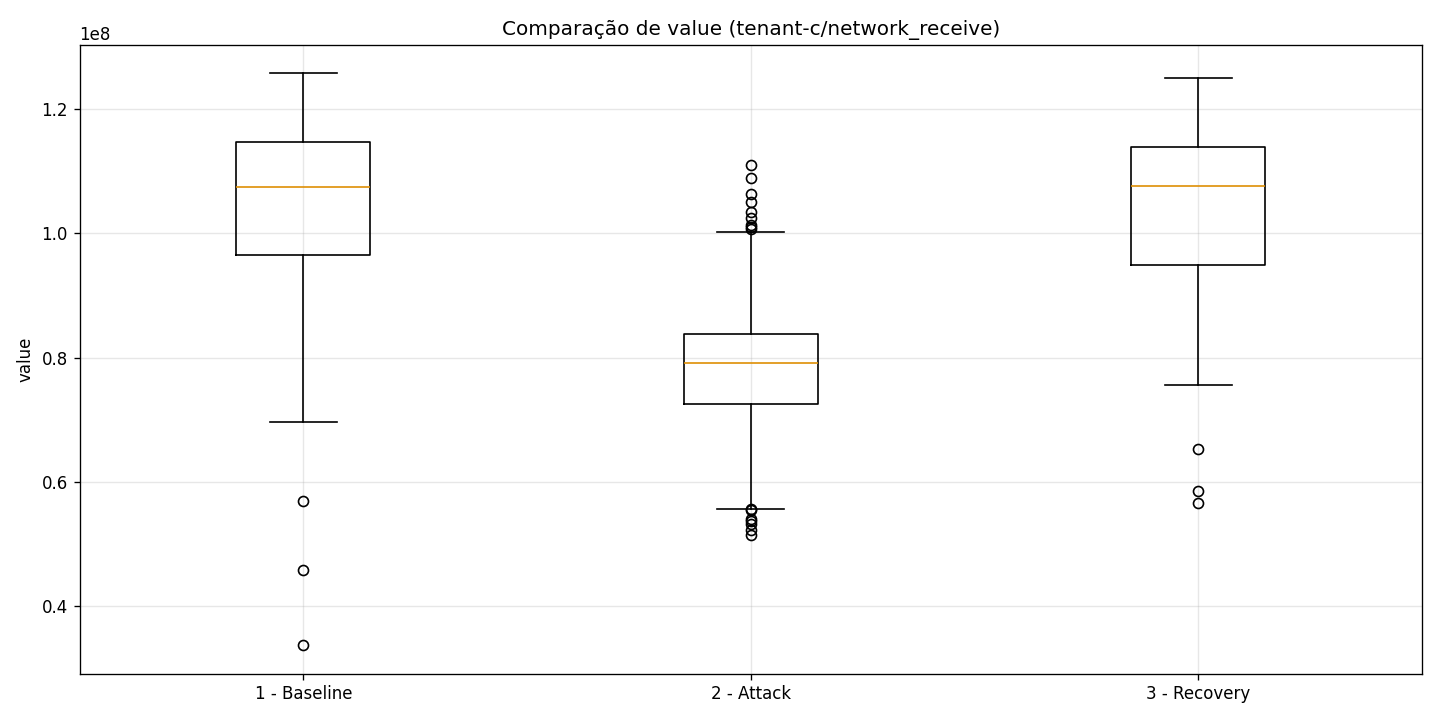 Comparação de value (tenant-c/network_receive)
1e8
1.2
1.0
0.8
0.6
0.4
value
1 - Baseline
2 - Attack
3 - Recovery